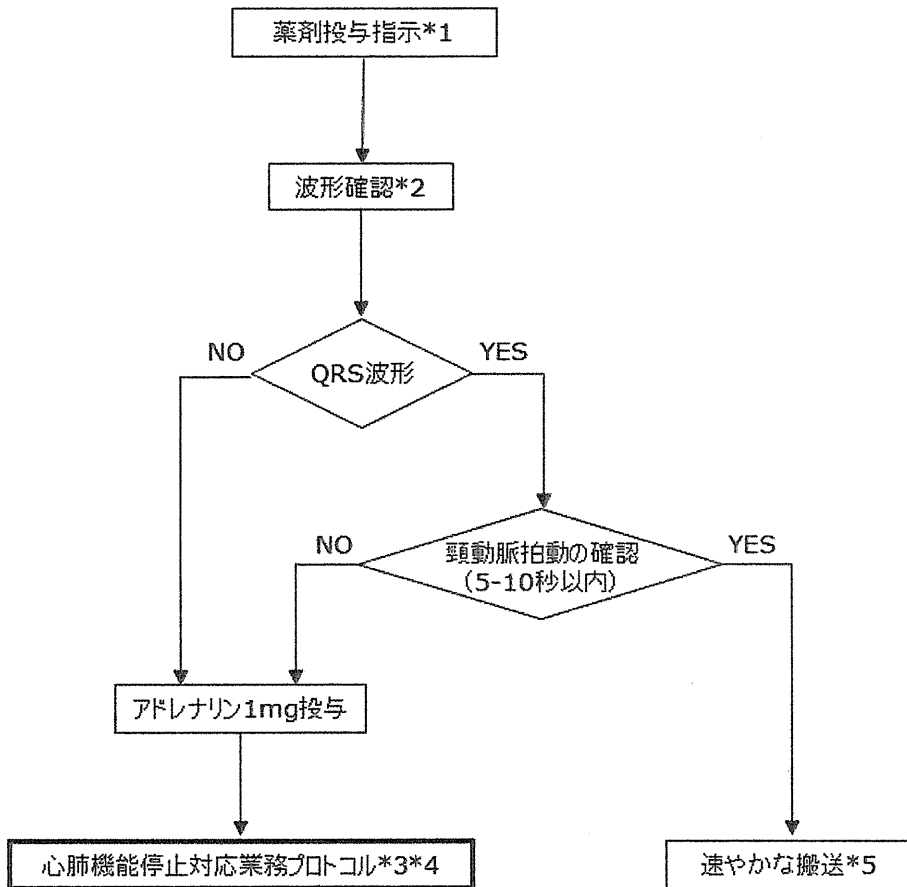 薬剤投与指示*1
波形確認*2
NO
YES
QRS波形
NO
YES
頸動脈拍動の確認
(5-10秒以内)
アドレナリン1mg投与
心肺機能停止対応業務プロトコル*3*4
速やかな搬送*5